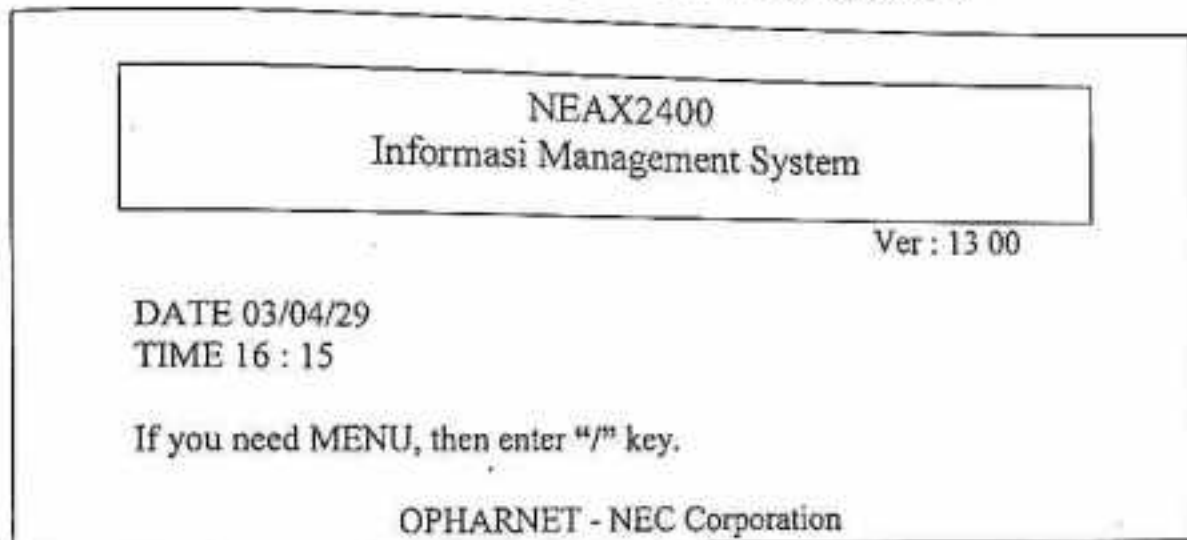 NEAX2400
Informasi Management System
Ver : 13 00
DATE 03/04/29
TIME 16 : 15
If you need MENU, then enter "/" key.
OPHARNET - NEC Corporation